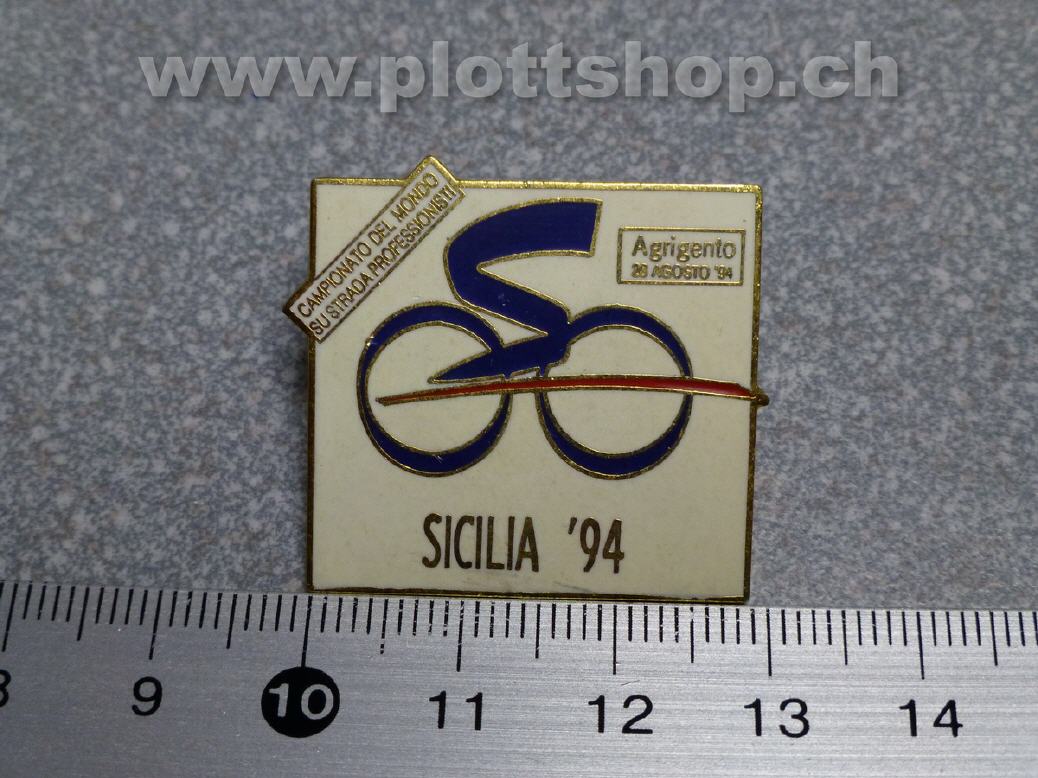 www.plottshop.ch
CAMPIONATO DEL MONDO
SU STRADA PROFESSIONISTI
Agrigento
28 AGOSTO '94
SICILIA '94
8 9 10 11 12 13 14